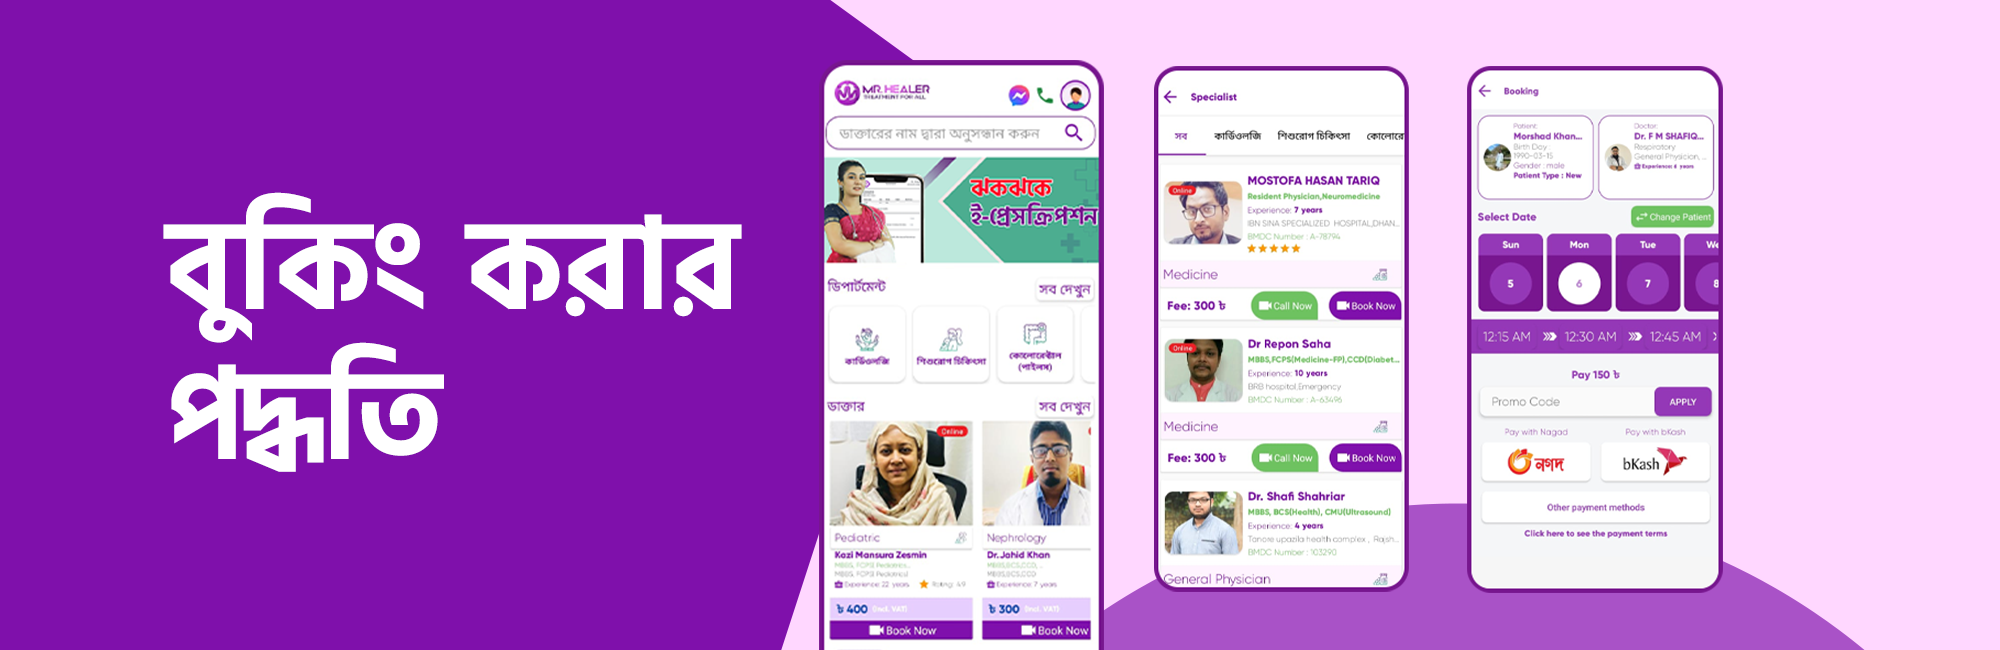 বুকিং করার
পদ্ধতি
MR. HEALER
TREATMENT FOR ALL
ডাক্তারের নাম দ্বারা অনুসন্ধান করুন
ঝকঝকে
ই-প্রেসক্রিপশন
ডিপার্টমেন্ট
সব দেখুন
কার্ডিওলজি
শিশুরোগ চিকিৎসা
কোলোরেক্টাল
(পাইলস)
ডাক্তার
সব দেখুন
Online
Pediatric
Kazi Mansura Zesmin
MBBS, FCPS Pediatrics..
MBBS, FCPS( Pediatrics)
Experience: 22 years
Rating: 4.9
৳ 400 (Incl. VAT)
Book Now
Nephrology
Dr. Jahid Khan
MBBS,BCS,CCD, ..
MBBS,BCS,CCD
Experience: 7 years
৳ 300 (Incl. VAT)
Book Now
Specialist
সব
কার্ডিওলজি
শিশুরোগ চিকিৎসা
কোলোরে
Online
MOSTOFA HASAN TARIQ
Resident Physician,Neuromedicine
Experience: 7 years
IBN SINA SPECIALIZED HOSPITAL,DHAN...
BMDC Number : A-78794
Medicine
Fee: 300 ৳
Call Now
Book Now
Online
Dr Repon Saha
MBBS,FCPS(Medicine-FP),CCD(Diabet...
Experience: 10 years
BRB hospital,Emergency
BMDC Number : A-63496
Medicine
Fee: 300 ৳
Call Now
Book Now
Dr. Shafi Shahriar
MBBS, BCS(Health), CMU(Ultrasound)
Experience: 4 years
Tanore upazila health complex , Rajsh...
BMDC Number : 103290
General Physician
Booking
Patient:
Morshad Khan...
Birth Day :
1990-03-15
Gender : male
Patient Type : New
Doctor:
Dr. F M SHAFIQ...
Respiratory
General Physician, ...
Experience: 6 years
Select Date
Change Patient
Sun
Mon
Tue
We
5
6
7
8
12:15 AM
12:30 AM
12:45 AM
Pay 150 ৳
Promo Code
APPLY
Pay with Nagad
Pay with bKash
নগদ
bKash
Other payment methods
Click here to see the payment terms